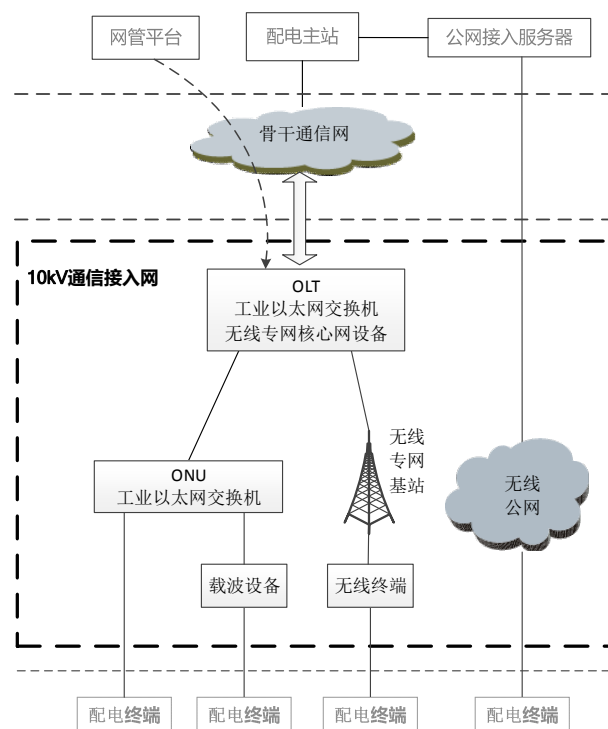 网管平台
配电主站
公网接入服务器
骨干通信网
10kV通信接入网
OLT
工业以太网交换机
无线专网核心网设备
无线
专网
基站
ONU
工业以太网交换机
无线
公网
载波设备
无线终端
配电终端
配电终端
配电终端
配电终端